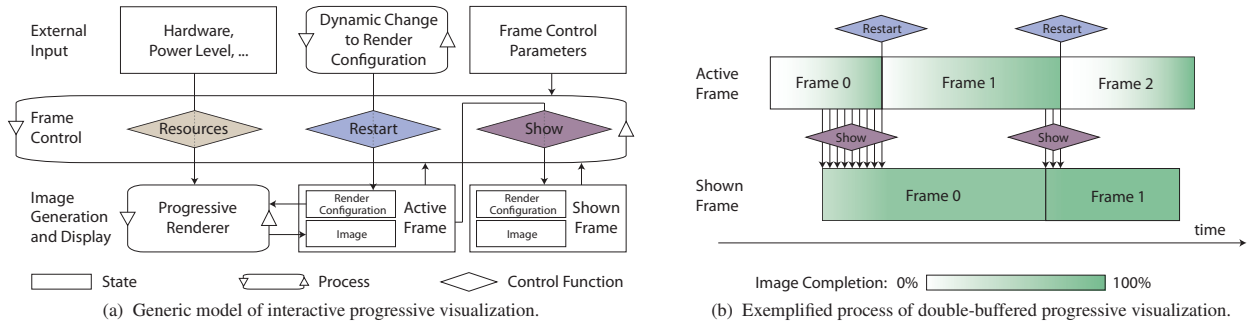 External
Input
Hardware,
Power Level, ...
Dynamic Change
to Render
Configuration
Frame Control
Parameters
Frame
Control
Resources
Restart
Show
Image
Generation
and Display
Progressive
Renderer
Render
Configuration
Image
Active
Frame
Render
Configuration
Image
Shown
Frame
State
Process
Control Function
(a) Generic model of interactive progressive visualization.
Restart
Restart
Active
Frame
Frame 0
Frame 1
Frame 2
Show
Show
Shown
Frame
Frame 0
Frame 1
time
Image Completion: 0% 100%
(b) Exemplified process of double-buffered progressive visualization.